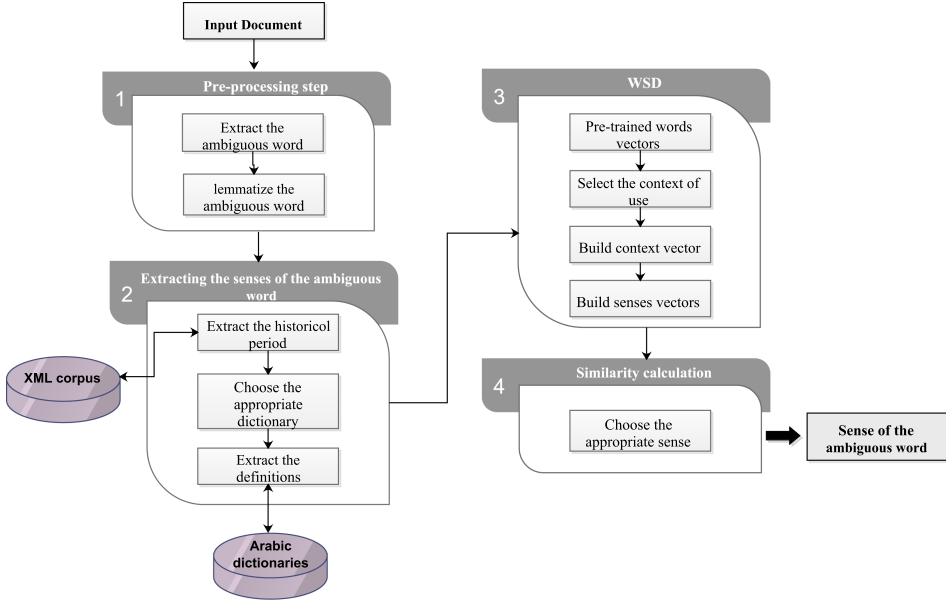 Input Document
1
Pre-processing step
Extract the
ambiguous word
lemmatize the
ambiguous word
2
Extracting the senses of the ambiguous
word
Extract the historicol
period
XML corpus
Choose the
appropriate
dictionary
Extract the
definitions
Arabic
dictionaries
3
WSD
Pre-trained words
vectors
Select the context of
use
Build context vector
Build senses vectors
4
Similarity calculation
Choose the
appropriate sense
Sense of the
ambiguous word